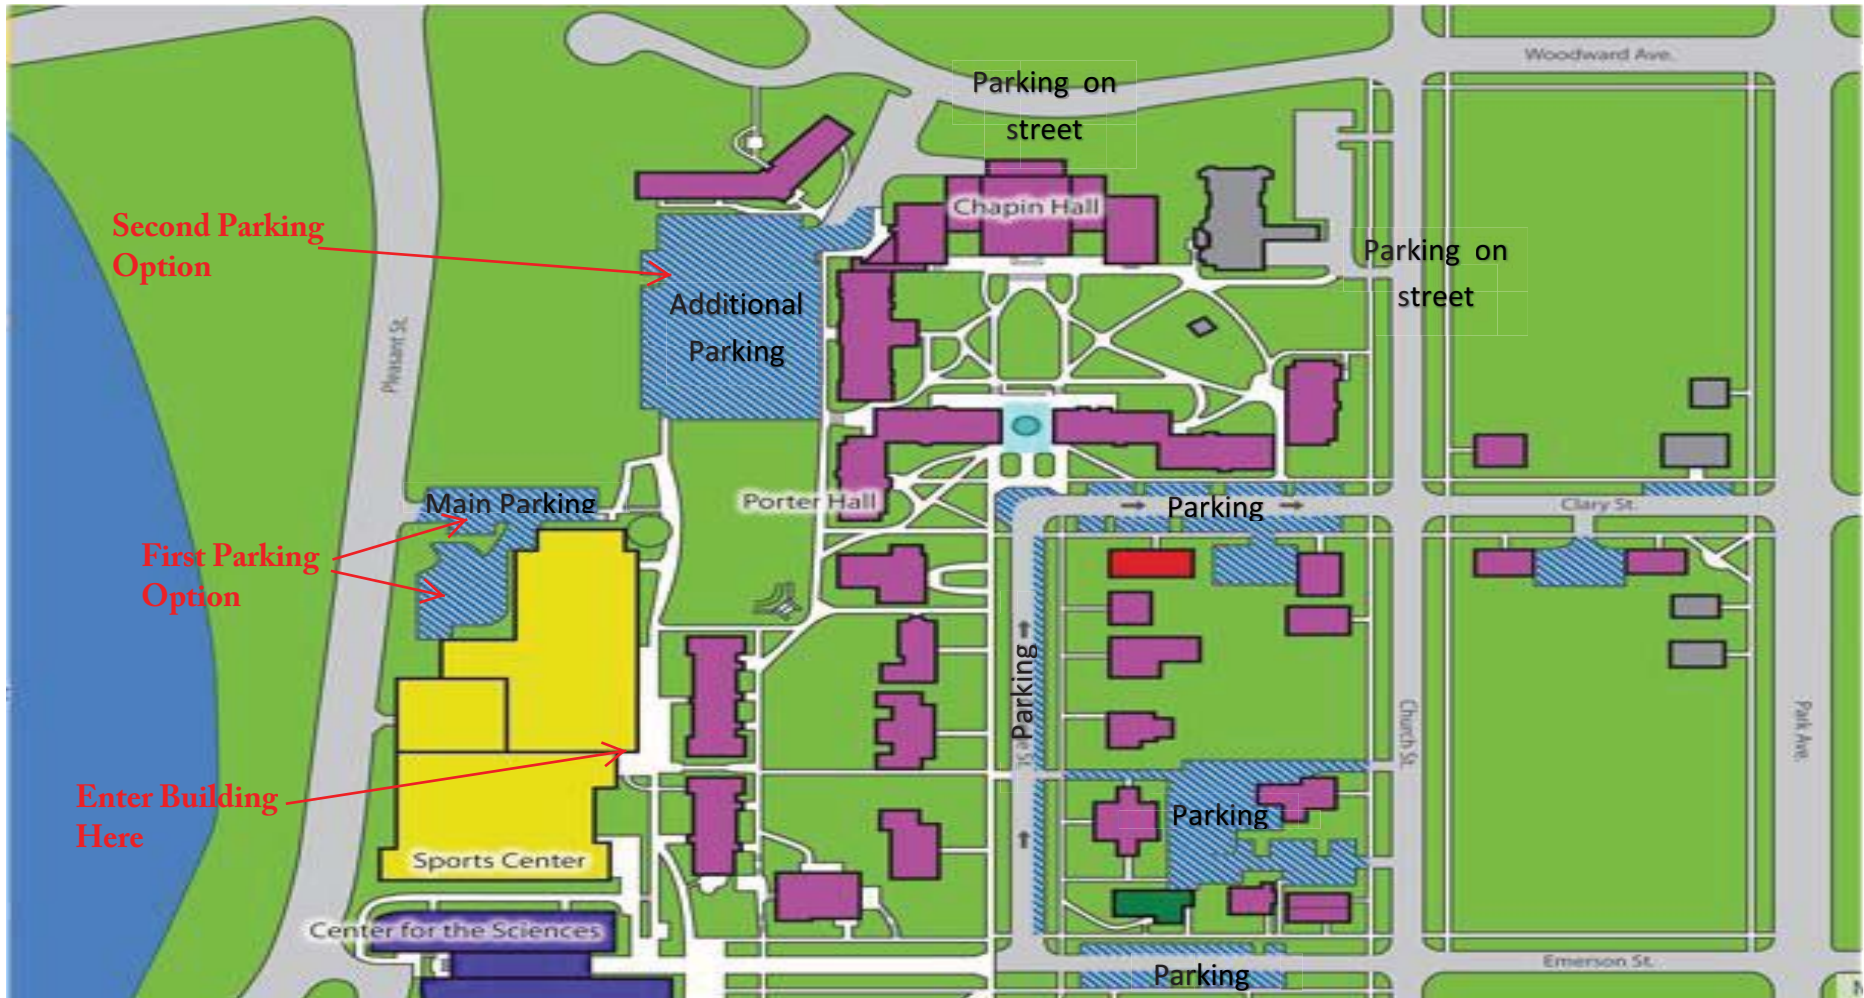 Woodward Ave.
Parking on
street
Chapin Hall
Second Parking
Option
Parking on
street
Additional
Parking
Pleasant St.
Main Parking
Porter Hall
Parking
Clary St.
First Parking
Option
Parking
Church St.
Park Ave.
Enter Building
Here
Parking
Sports Center
Center for the Sciences
Emerson St.
Parking